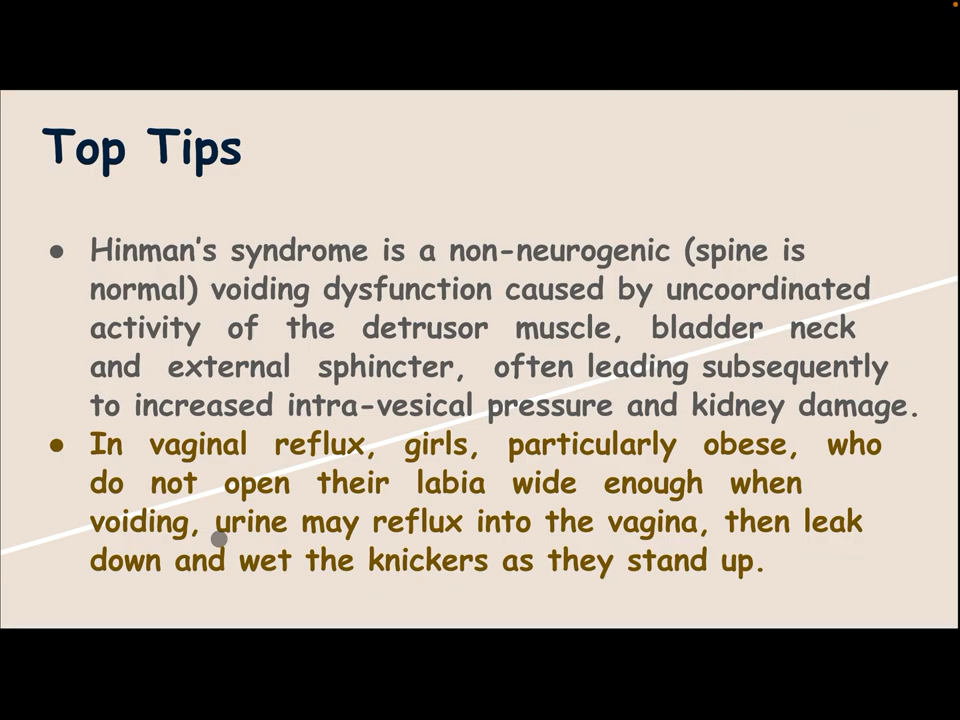 Top Tips
● Hinman's syndrome is a non-neurogenic (spine is
normal) voiding dysfunction caused by uncoordinated
activity of the detrusor muscle, bladder neck
and external sphincter, often leading subsequently
to increased intra-vesical pressure and kidney damage.
● In vaginal reflux, girls, particularly obese, who
do not open their labia wide enough when
voiding, urine may reflux into the vagina, then leak
down and wet the knickers as they stand up.